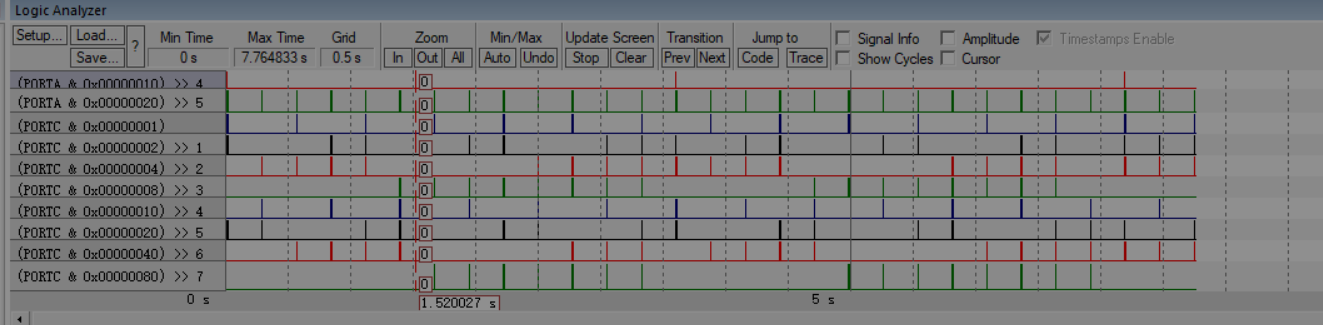 Logic Analyzer
Setup... Load... Save... ? Min Time Max Time Grid Zoom Min/Max Update Screen Transition Jump to Signal Info Amplitude Timestamps Enable
0 s 7.764833 s 0.5 s In Out All Auto Undo Stop Clear Prev Next Code Trace Show Cycles Cursor
(PORTA & 0x00000010) >> 4 0
(PORTA & 0x00000020) >> 5 0
(PORTC & 0x00000001) 0
(PORTC & 0x00000002) >> 1 0
(PORTC & 0x00000004) >> 2 0
(PORTC & 0x00000008) >> 3 0
(PORTC & 0x00000010) >> 4 0
(PORTC & 0x00000020) >> 5 0
(PORTC & 0x00000040) >> 6 0
(PORTC & 0x00000080) >> 7 0
0 s 1.520027 s 5 s